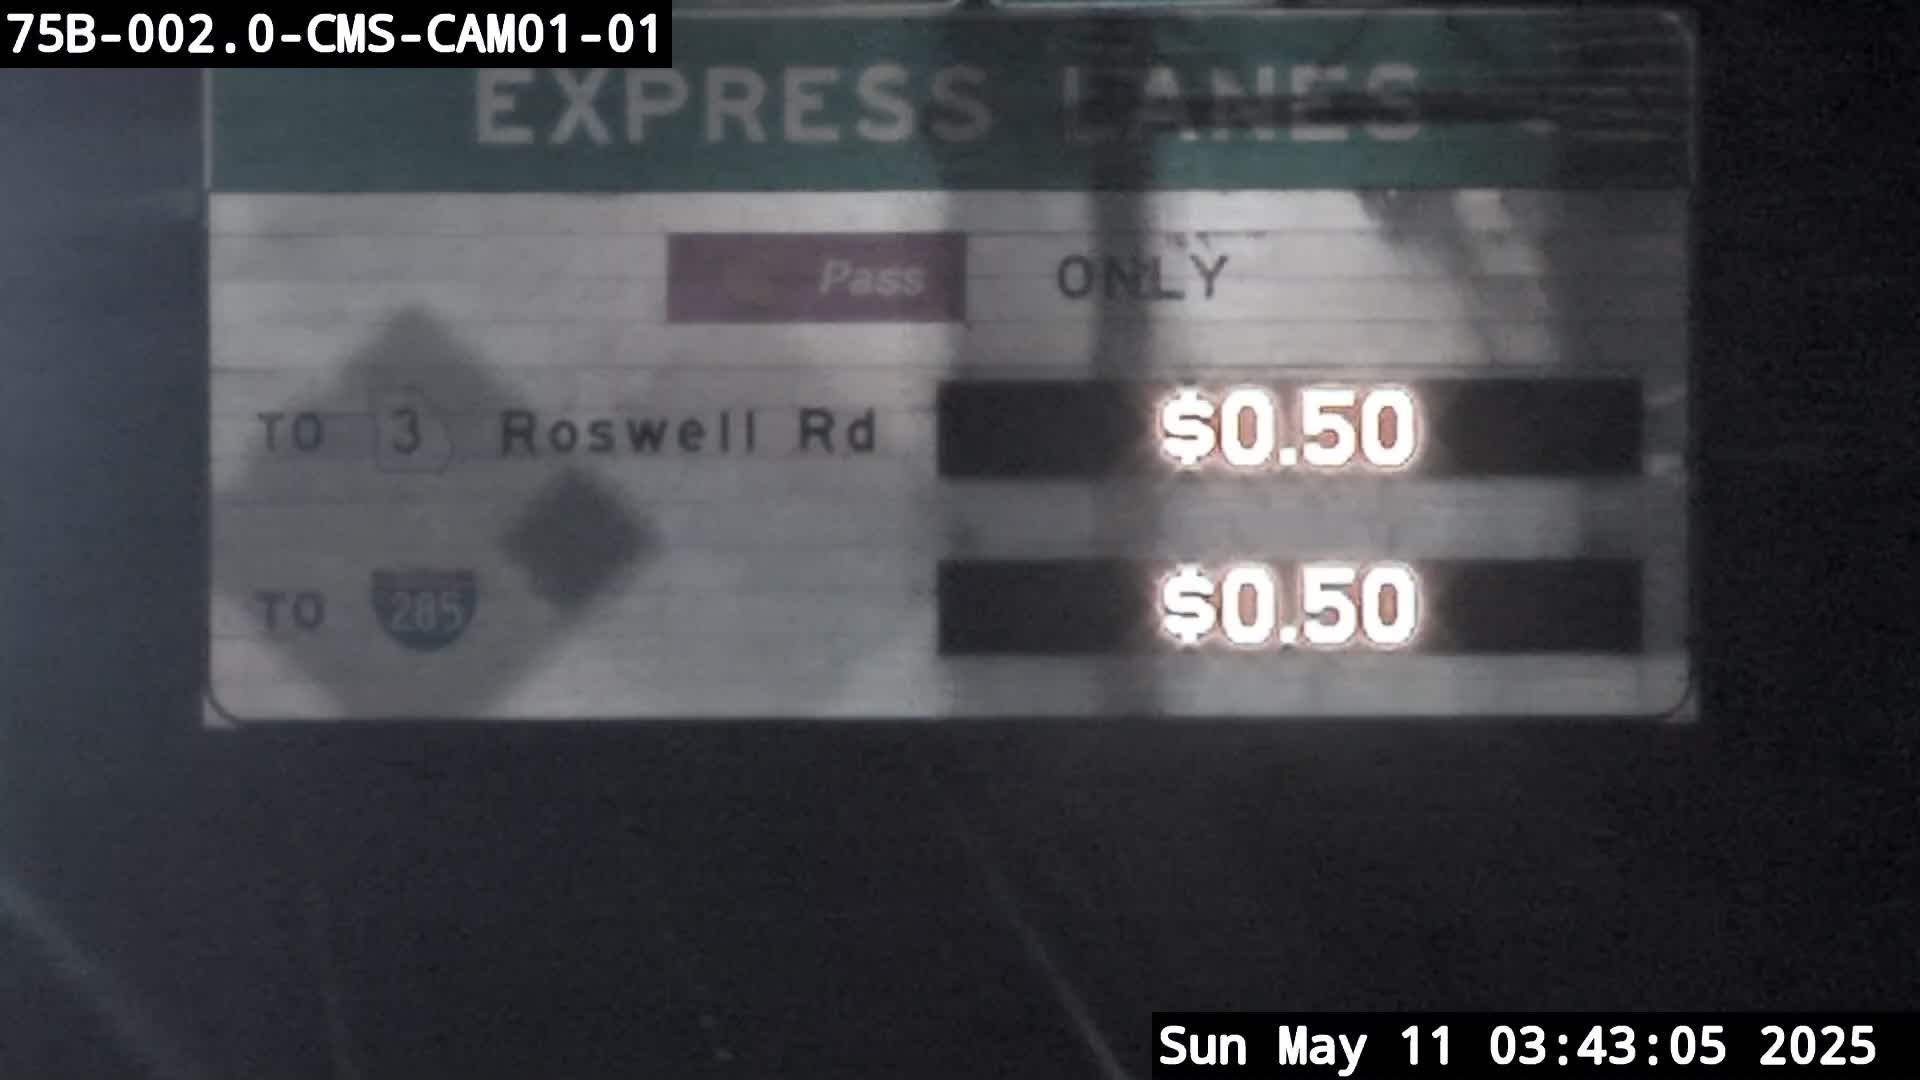 75B-002.0-CMS-CAM01-01
EXPRESS LANES
Pass ONLY
TO 3 Roswell Rd $0.50
TO 285 $0.50
Sun May 11 03:43:05 2025